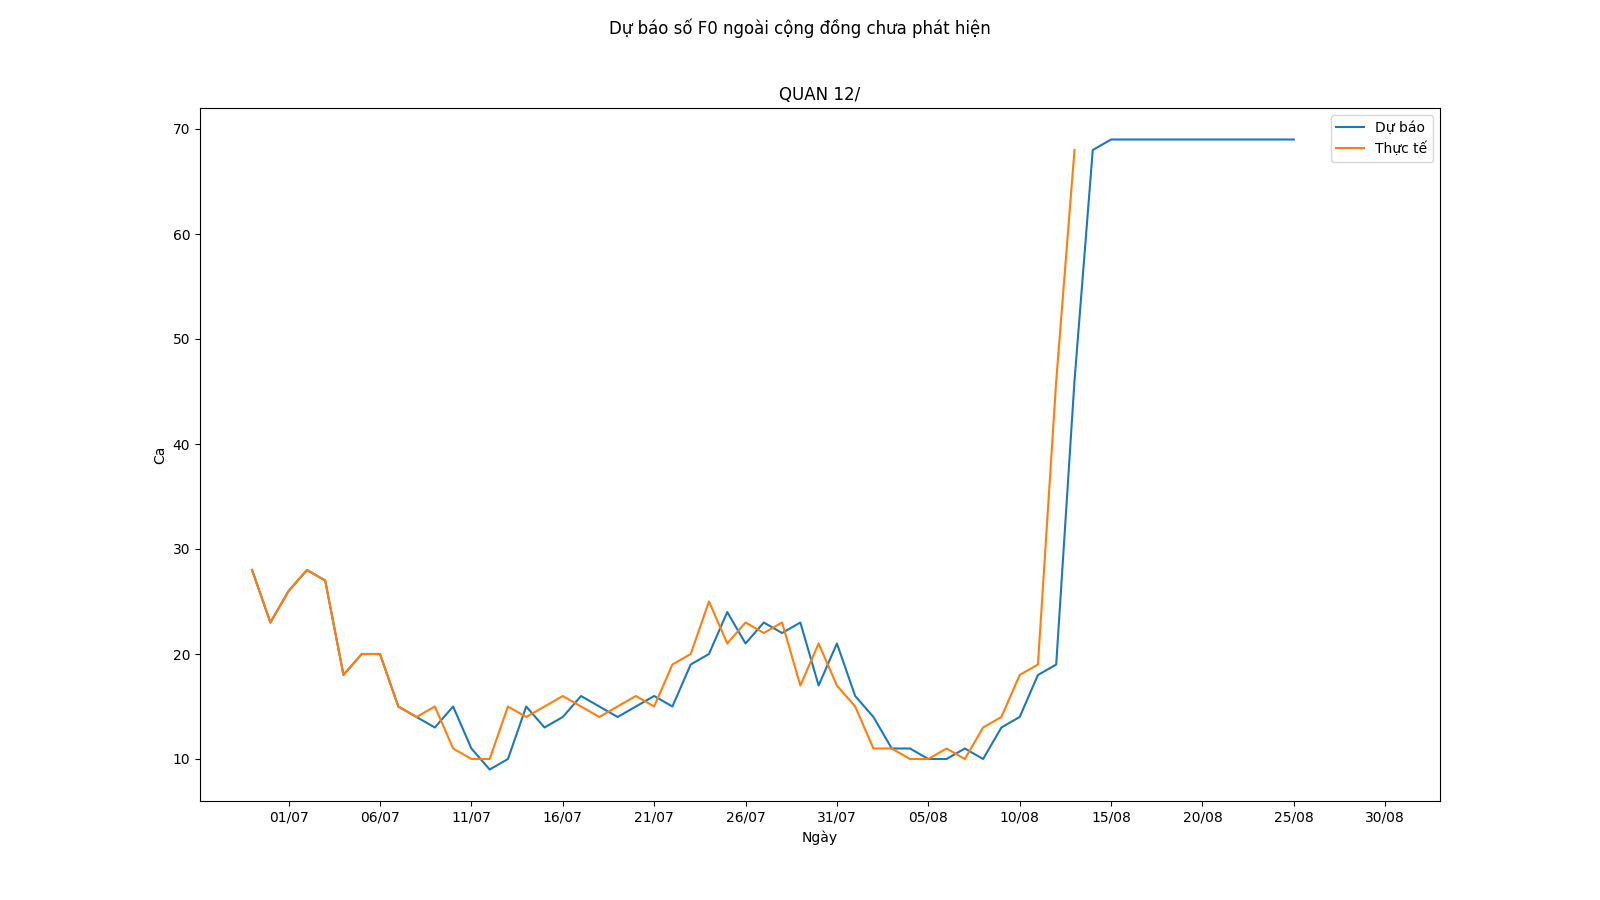 Dự báo số F0 ngoài cộng đồng chưa phát hiện
QUAN 12/
Dự báo
Thực tế
70
60
50
40
30
20
10
Ca
01/07 06/07 11/07 16/07 21/07 26/07 31/07 05/08 10/08 15/08 20/08 25/08 30/08
Ngày